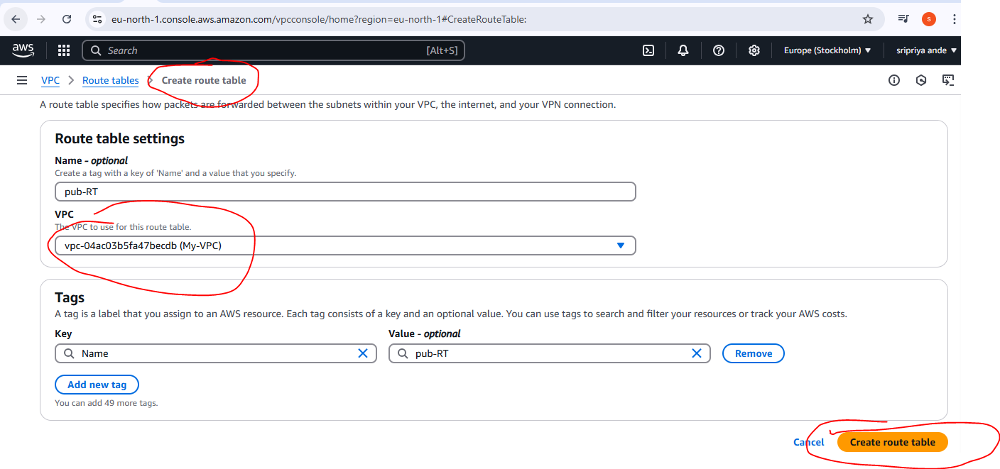 eu-north-1.console.aws.amazon.com/vpcconsole/home?region=eu-north-1#CreateRouteTable:
S
aws
Search
[Alt+S]
Europe (Stockholm)
sripriya ande
VPC
Route tables
Create route table
A route table specifies how packets are forwarded between the subnets within your VPC, the internet, and your VPN connection.
Route table settings
Name - optional
Create a tag with a key of 'Name' and a value that you specify.
pub-RT
VPC
The VPC to use for this route table.
vpc-04ac03b5fa47becdb (My-VPC)
Tags
A tag is a label that you assign to an AWS resource. Each tag consists of a key and an optional value. You can use tags to search and filter your resources or track your AWS costs.
Key
Value - optional
Name
pub-RT
Remove
Add new tag
You can add 49 more tags.
Cancel
Create route table